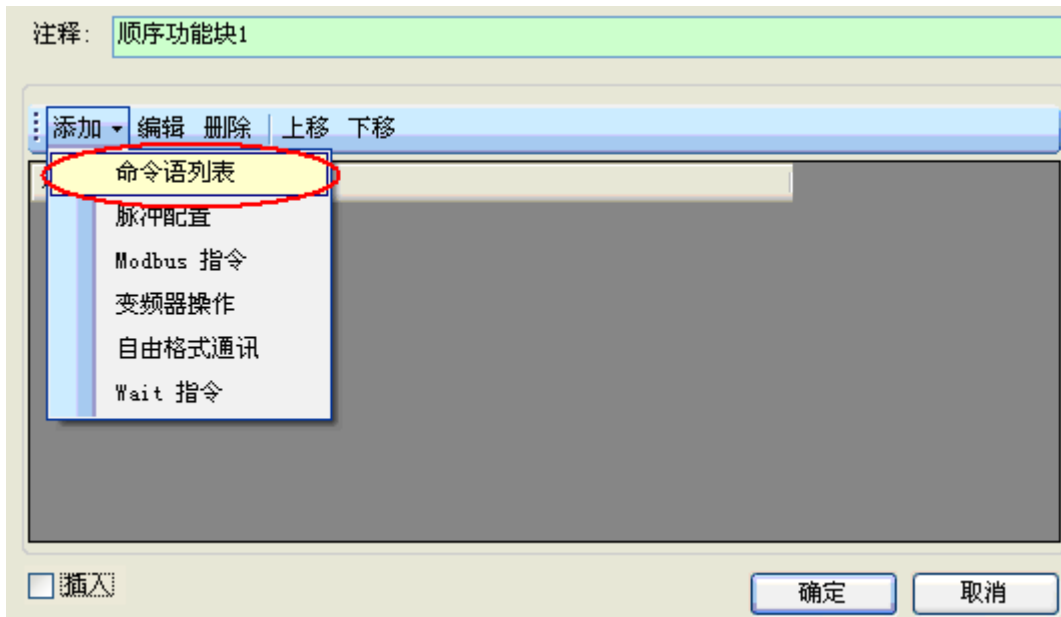 注释: 顺序功能块1
添加 编辑 删除 上移 下移
命令语列表
脉冲配置
Modbus 指令
变频器操作
自由格式通讯
Wait 指令
插入
确定 取消